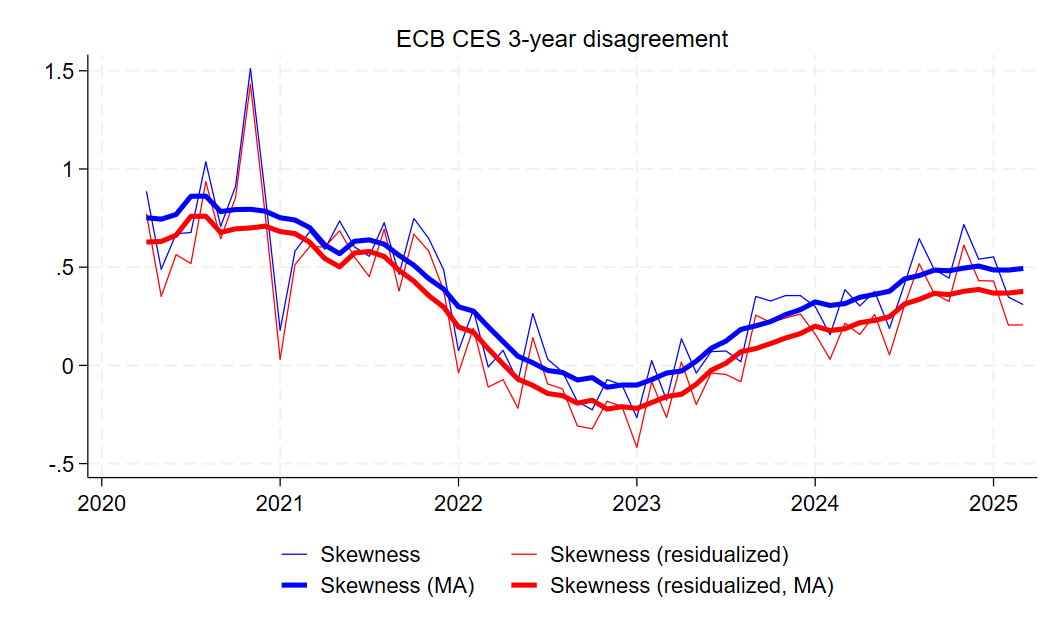 ECB CES 3-year disagreement
1.5
1
.5
0
-.5
2020 2021 2022 2023 2024 2025
Skewness Skewness (residualized)
Skewness (MA) Skewness (residualized, MA)